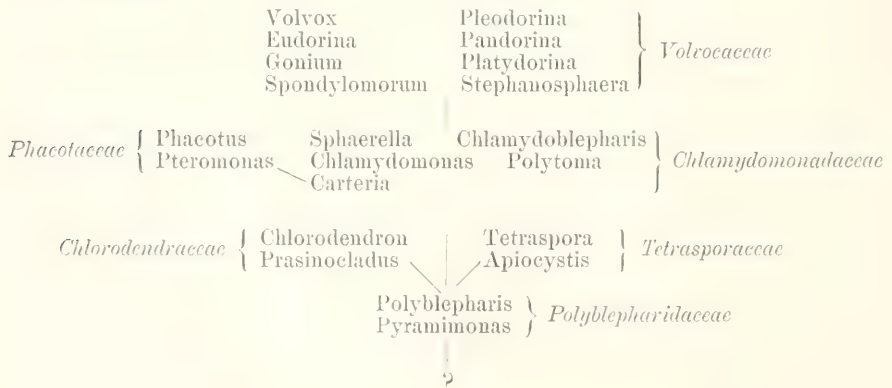 Volvox Pleodorina
Eudorina Pandorina
Gonium Platydorina
Spondylomorum Stephanosphaera
Volvocaceae
Phacotaceae
Phacotus Sphaerella Chlamydoblepharis
Pteromonas Chlamydomonas Polytoma
Carteria
Chlamydomonadaceae
Chlorodendraceae
Chlorodendron Tetraspora
Prasinocladus Apiocystis
Tetrasporaceae
Polyblepharis
Pyramimonas
Polyblepharidaceae
?